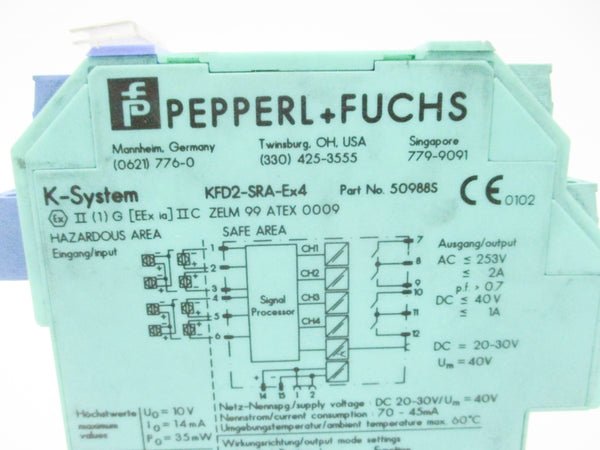 PEPPERL+FUCHS
Mannheim, Germany Twinsburg, OH, USA Singapore
(0621) 776-0 (330) 425-3555 779-9091
K-System KFD2-SRA-Ex4 Part No. 50988S CE 0102
Ex II (1) G [EEx ia] IIC ZELM 99 ATEX 0009
HAZARDOUS AREA SAFE AREA
Eingang/input
Ausgang/output
AC ≤ 253V
≤ 2A
p.f > 0.7
DC ≤ 40V
≤ 1A
DC = 20-30V
Um = 40V
1
2
3
4
5
6
Signal
Processor
CH1
CH2
CH3
CH4
7
8
9
10
11
12
14 15 1 2
Netz-Nennspg./supply voltage : DC 20-30V/Um = 40V
Nennstrom/current consumption : 70 - 45mA
Umgebungstemperatur/ambient temperature max. 60°C
Höchstwerte
maximum
values
Uo = 10V
Io = 14mA
Po = 35mW
Wirkungsrichtung/output mode settings